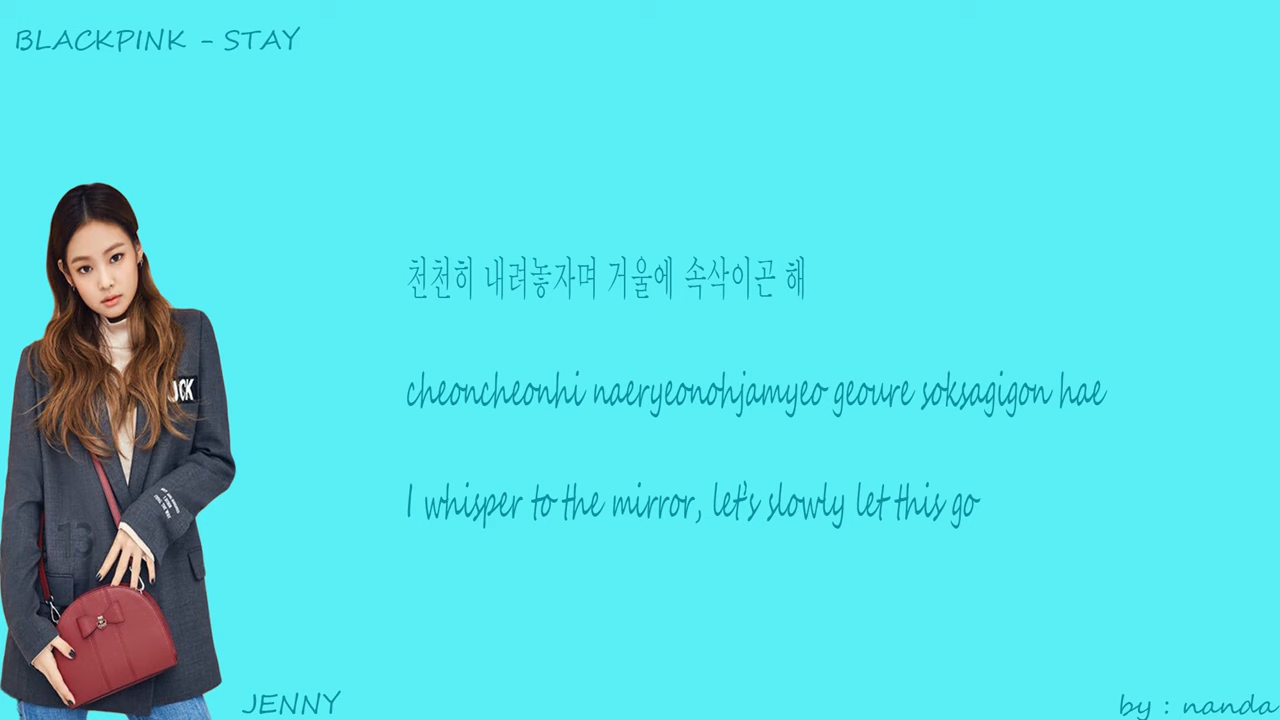 BLACKPINK - STAY
천천히 내려놓자며 거울에 속삭이곤 해
cheoncheonhi naeryeonohjamyeo geoure soksagigon hae
I whisper to the mirror, let's slowly let this go
13
JENNY
by : nanda